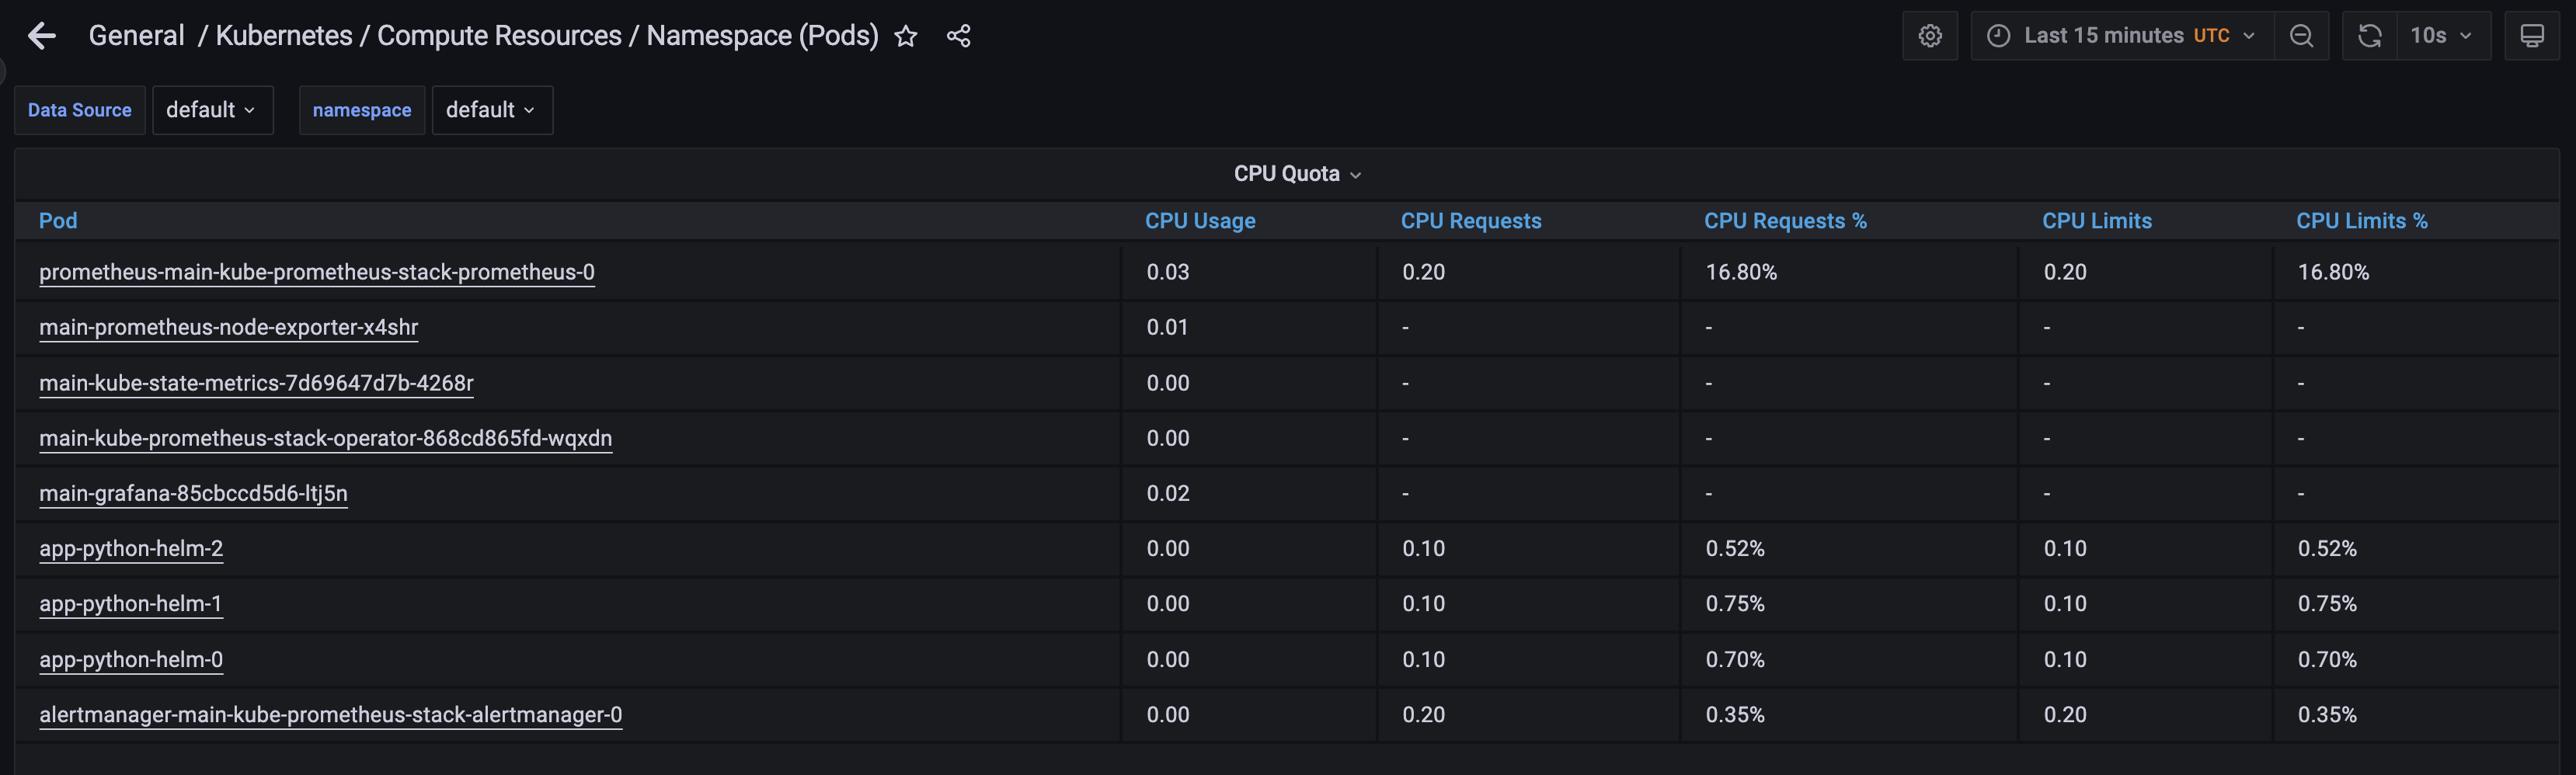 General / Kubernetes / Compute Resources / Namespace (Pods) Last 15 minutes UTC 10s
Data Source default namespace default
CPU Quota
Pod CPU Usage CPU Requests CPU Requests % CPU Limits CPU Limits %
prometheus-main-kube-prometheus-stack-prometheus-0 0.03 0.20 16.80% 0.20 16.80%
main-prometheus-node-exporter-x4shr 0.01 - - - -
main-kube-state-metrics-7d69647d7b-4268r 0.00 - - - -
main-kube-prometheus-stack-operator-868cd865fd-wqxdn 0.00 - - - -
main-grafana-85cbccd5d6-ltj5n 0.02 - - - -
app-python-helm-2 0.00 0.10 0.52% 0.10 0.52%
app-python-helm-1 0.00 0.10 0.75% 0.10 0.75%
app-python-helm-0 0.00 0.10 0.70% 0.10 0.70%
alertmanager-main-kube-prometheus-stack-alertmanager-0 0.00 0.20 0.35% 0.20 0.35%